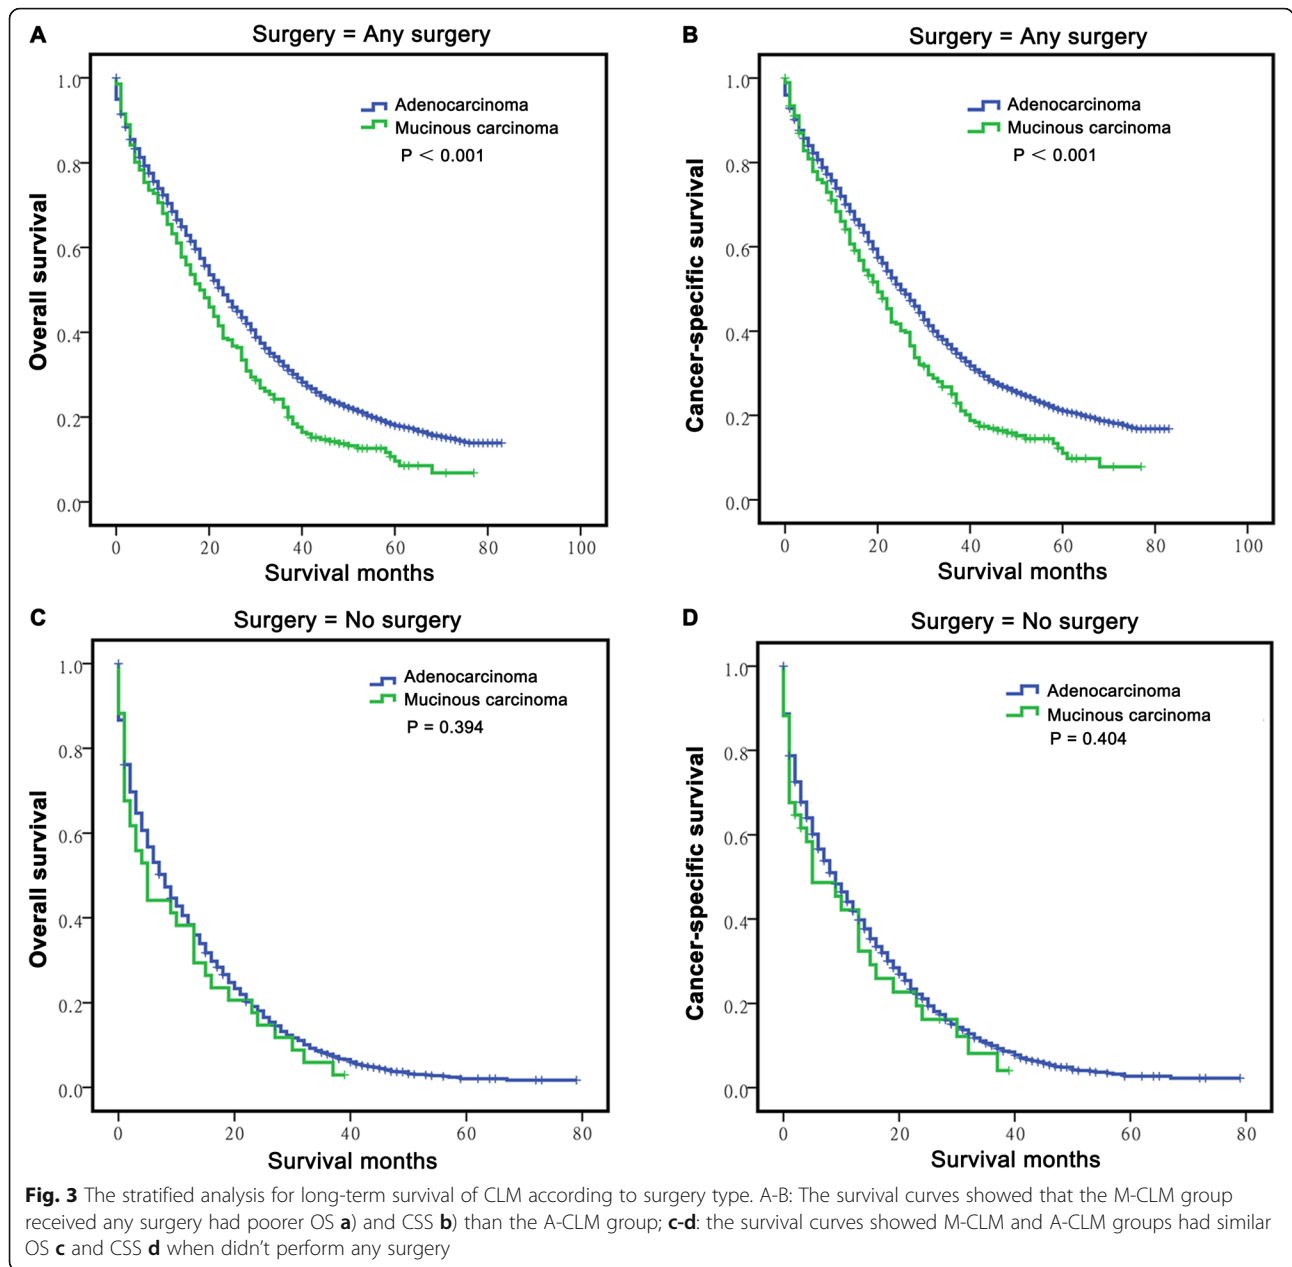 A
Surgery = Any surgery
Overall survival
1.0
0.8
0.6
0.4
0.2
0.0
Adenocarcinoma
Mucinous carcinoma
P < 0.001
0 20 40 60 80 100
Survival months
B
Surgery = Any surgery
Cancer-specific survival
1.0
0.8
0.6
0.4
0.2
0.0
Adenocarcinoma
Mucinous carcinoma
P < 0.001
0 20 40 60 80 100
Survival months
C
Surgery = No surgery
Overall survival
1.0
0.8
0.6
0.4
0.2
0.0
Adenocarcinoma
Mucinous carcinoma
P = 0.394
0 20 40 60 80
Survival months
D
Surgery = No surgery
Cancer-specific survival
1.0
0.8
0.6
0.4
0.2
0.0
Adenocarcinoma
Mucinous carcinoma
P = 0.404
0 20 40 60 80
Survival months
Fig. 3 The stratified analysis for long-term survival of CLM according to surgery type. A-B: The survival curves showed that the M-CLM group
received any surgery had poorer OS a) and CSS b) than the A-CLM group; c-d: the survival curves showed M-CLM and A-CLM groups had similar
OS c and CSS d when didn't perform any surgery